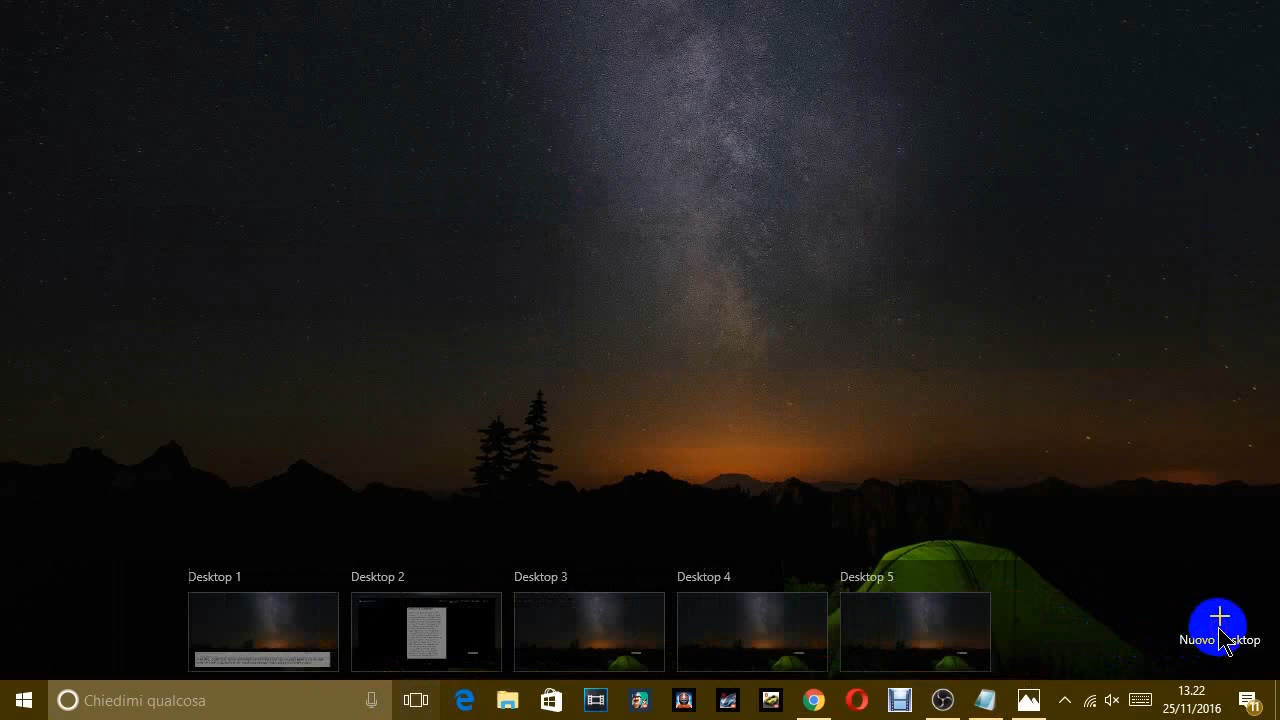 Desktop 1
Desktop 2
Desktop 3
Desktop 4
Desktop 5
Nuovo desktop
Chiedimi qualcosa
13.22
25/11/2016
11